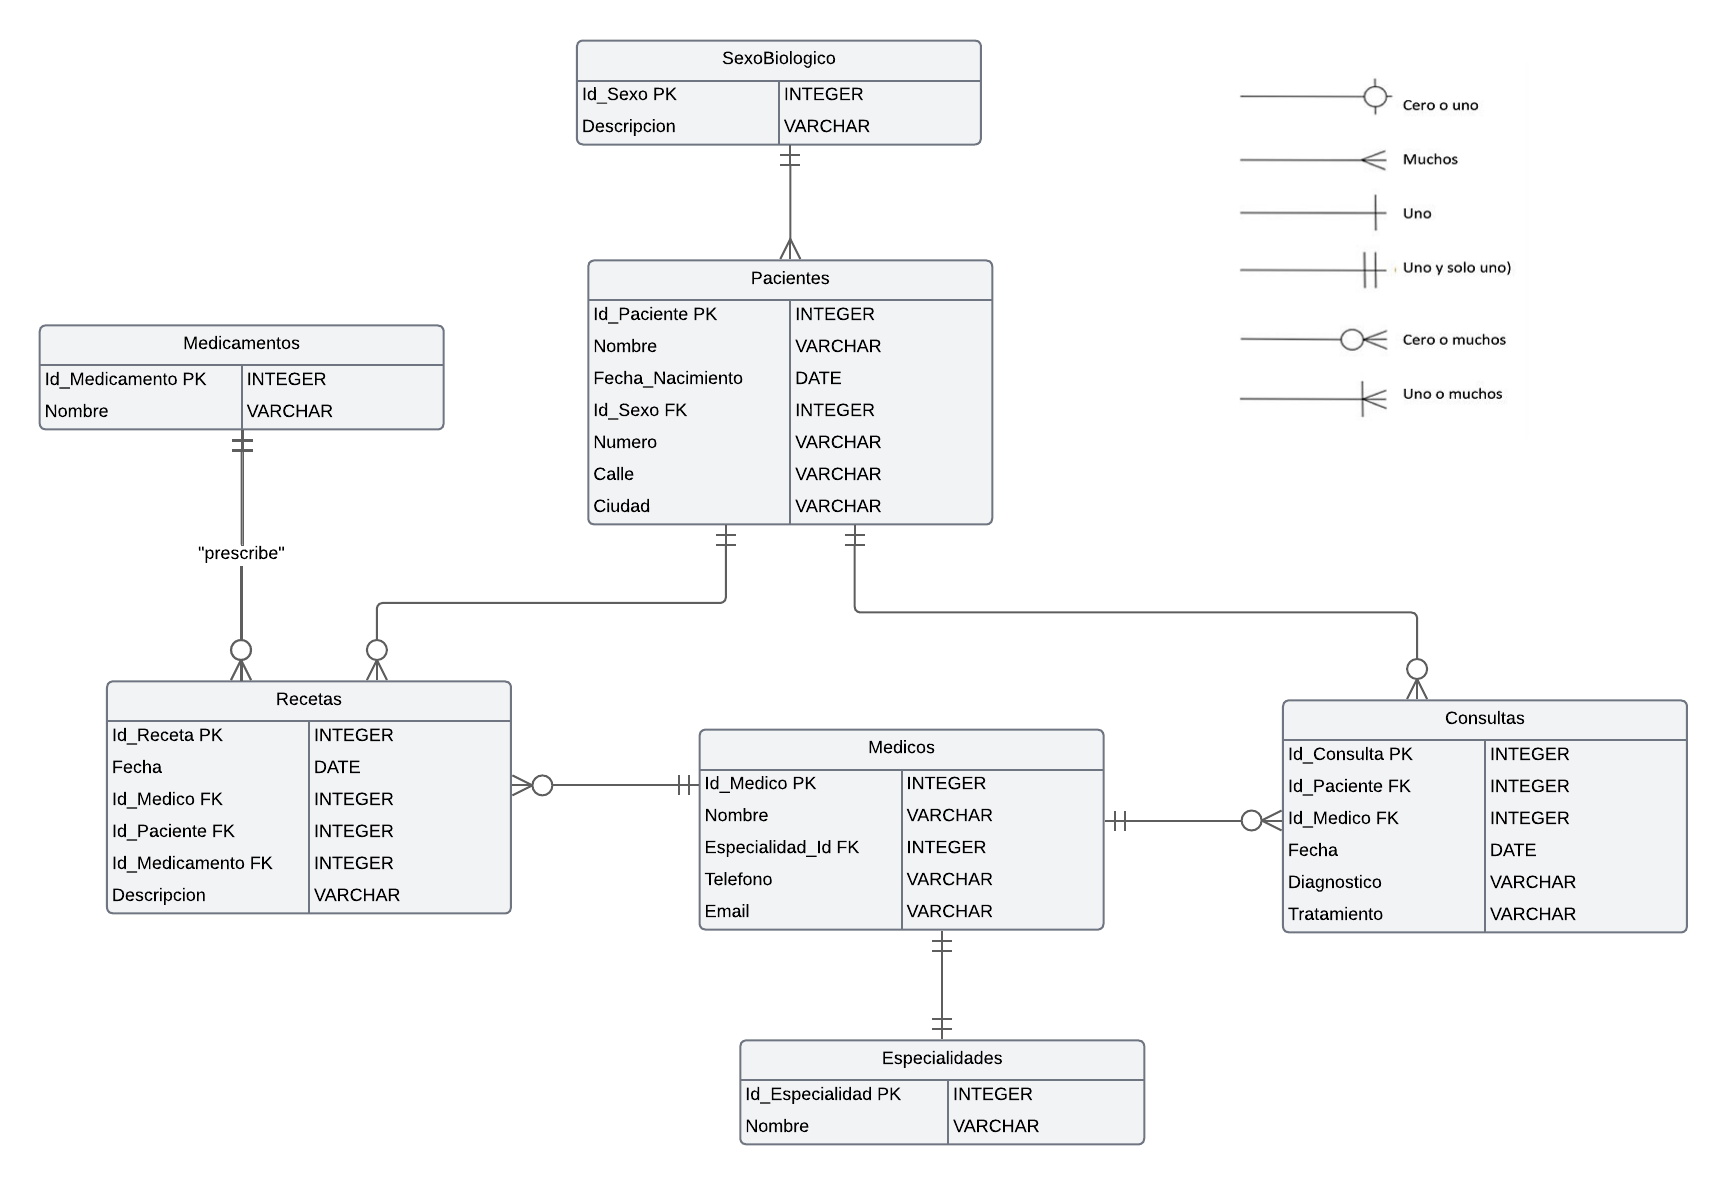 SexoBiologico
Id_Sexo PK INTEGER
Descripcion VARCHAR
Cero o uno
Muchos
Uno
Uno y solo uno)
Cero o muchos
Uno o muchos
Pacientes
Id_Paciente PK INTEGER
Nombre VARCHAR
Fecha_Nacimiento DATE
Id_Sexo FK INTEGER
Numero VARCHAR
Calle VARCHAR
Ciudad VARCHAR
Medicamentos
Id_Medicamento PK INTEGER
Nombre VARCHAR
"prescribe"
Recetas
Id_Receta PK INTEGER
Fecha DATE
Id_Medico FK INTEGER
Id_Paciente FK INTEGER
Id_Medicamento FK INTEGER
Descripcion VARCHAR
Medicos
Id_Medico PK INTEGER
Nombre VARCHAR
Especialidad_Id FK INTEGER
Telefono VARCHAR
Email VARCHAR
Consultas
Id_Consulta PK INTEGER
Id_Paciente FK INTEGER
Id_Medico FK INTEGER
Fecha DATE
Diagnostico VARCHAR
Tratamiento VARCHAR
Especialidades
Id_Especialidad PK INTEGER
Nombre VARCHAR